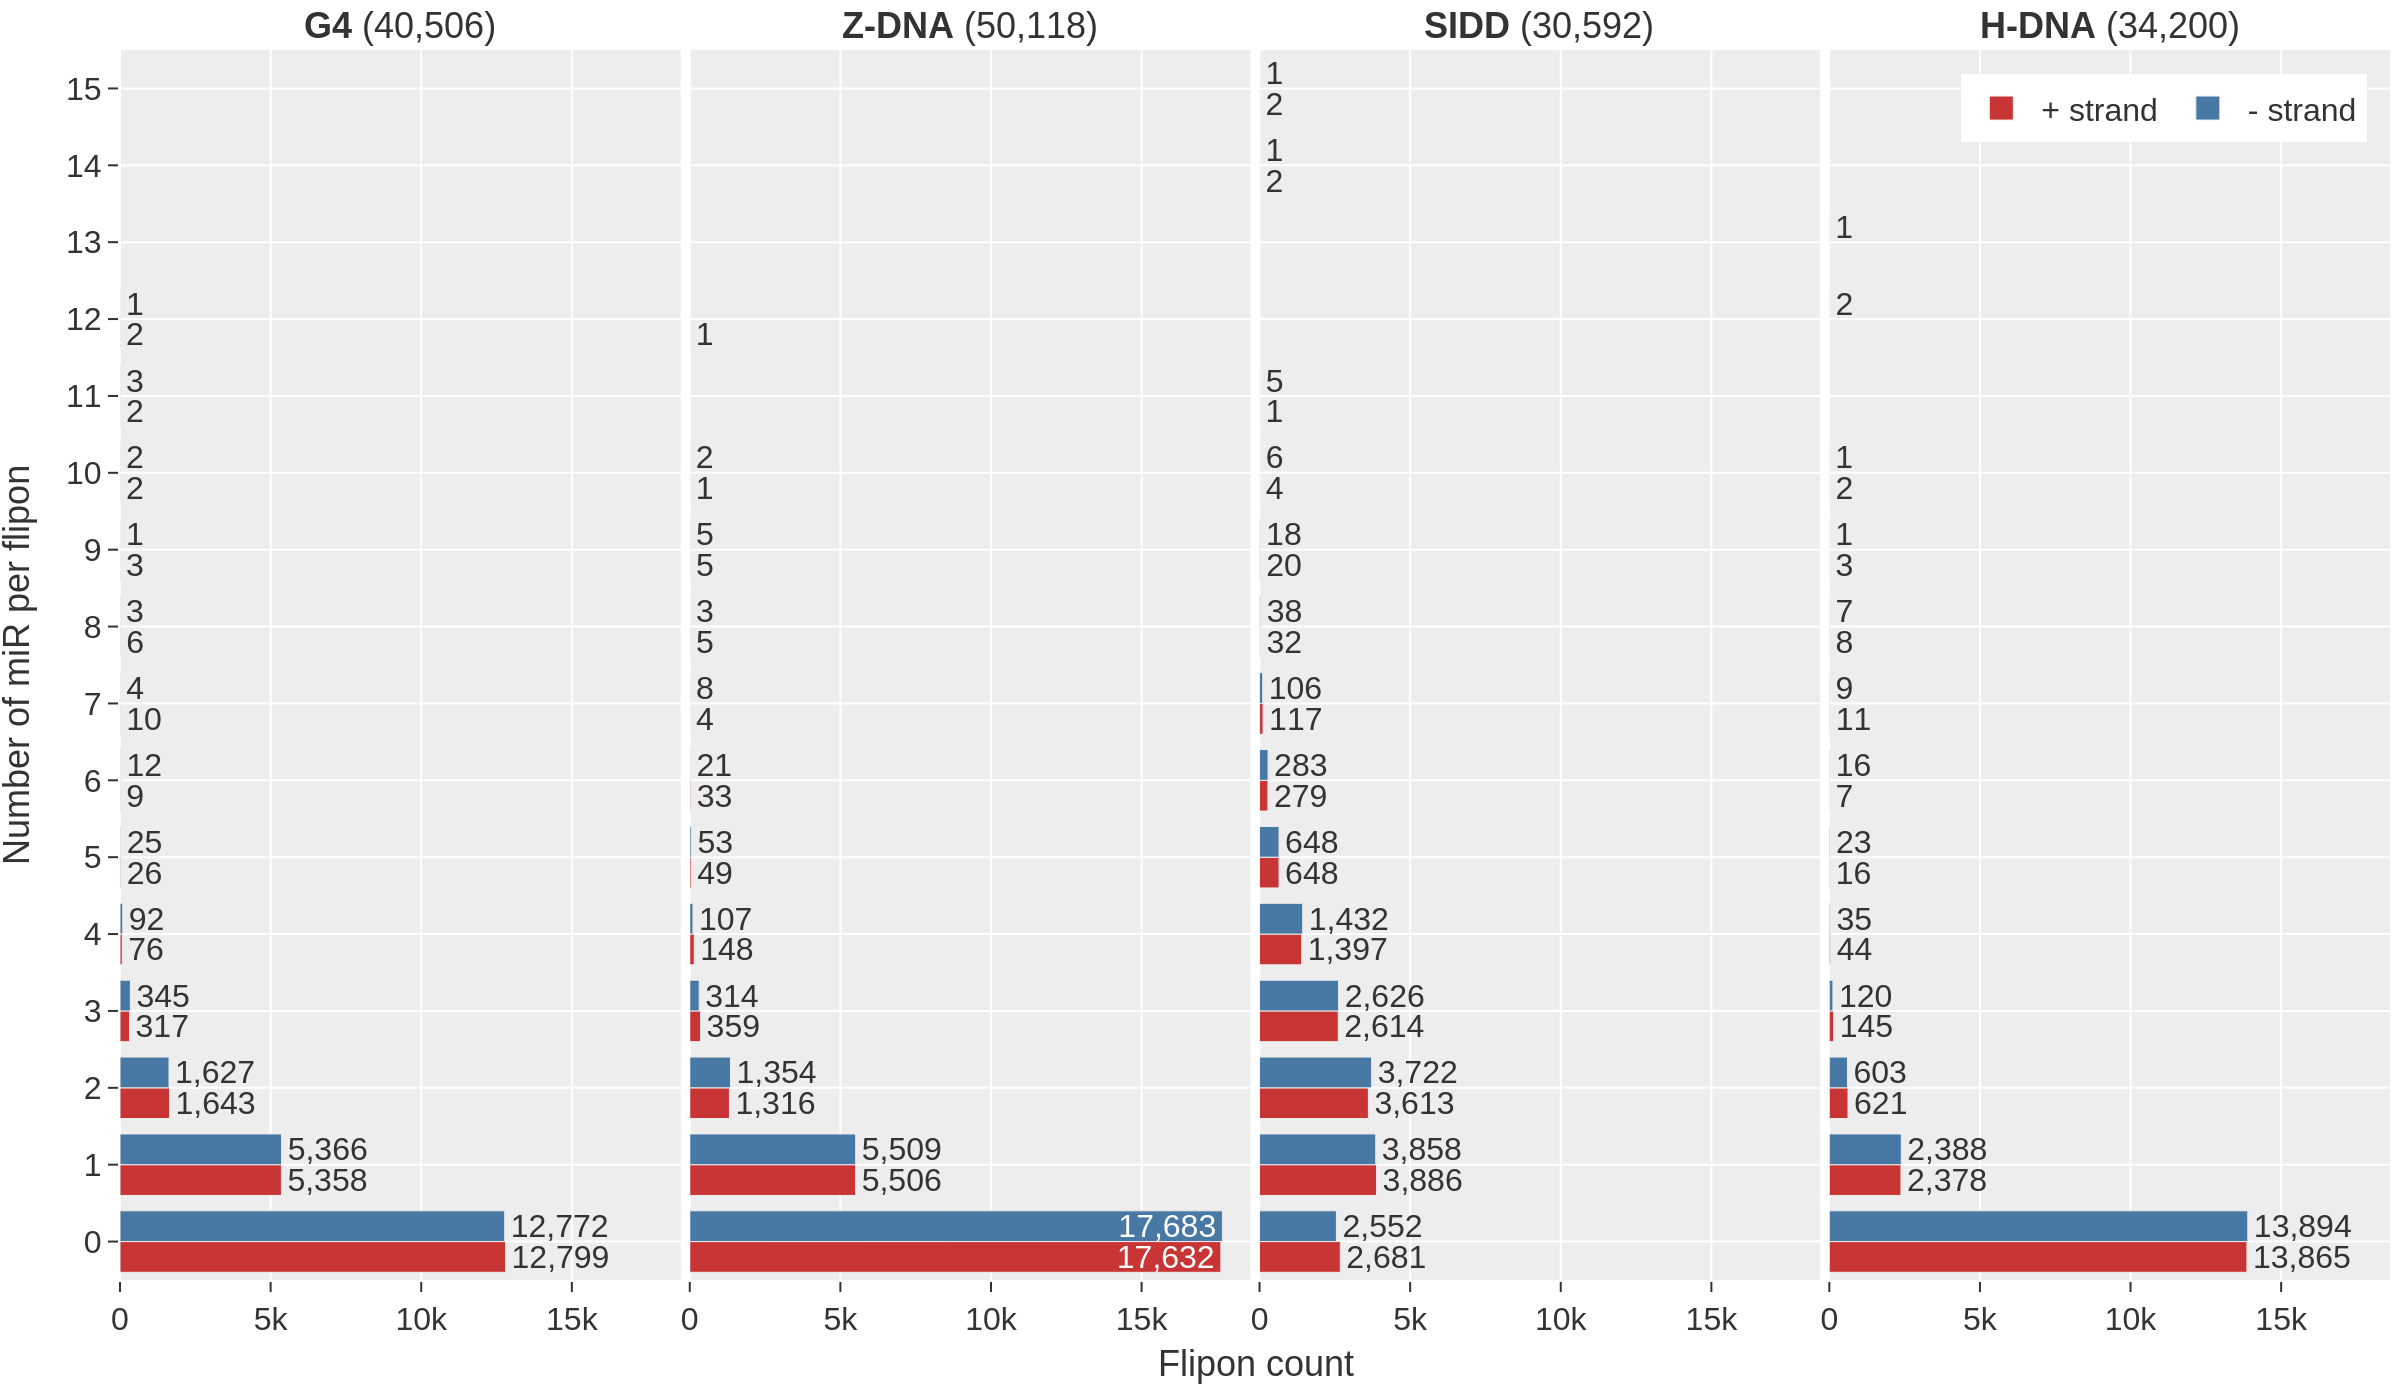 G4 (40,506) Z-DNA (50,118) SIDD (30,592) H-DNA (34,200)
+ strand - strand
Number of miR per flipon
15 1
2
14 1
2
13 1
12 1 2
2 1
11 3 5
2 1
10 2 2 6 1
2 1 4 2
9 1 5 18 1
3 5 20 3
8 3 3 38 7
6 5 32 8
7 4 8 106 9
10 4 117 11
6 12 21 283 16
9 33 279 7
5 25 53 648 23
26 49 648 16
4 92 107 1,432 35
76 148 1,397 44
3 345 314 2,626 120
317 359 2,614 145
2 1,627 1,354 3,722 603
1,643 1,316 3,613 621
1 5,366 5,509 3,858 2,388
5,358 5,506 3,886 2,378
0 12,772 17,683 2,552 13,894
12,799 17,632 2,681 13,865
0 5k 10k 15k 0 5k 10k 15k 0 5k 10k 15k 0 5k 10k 15k
Flipon count